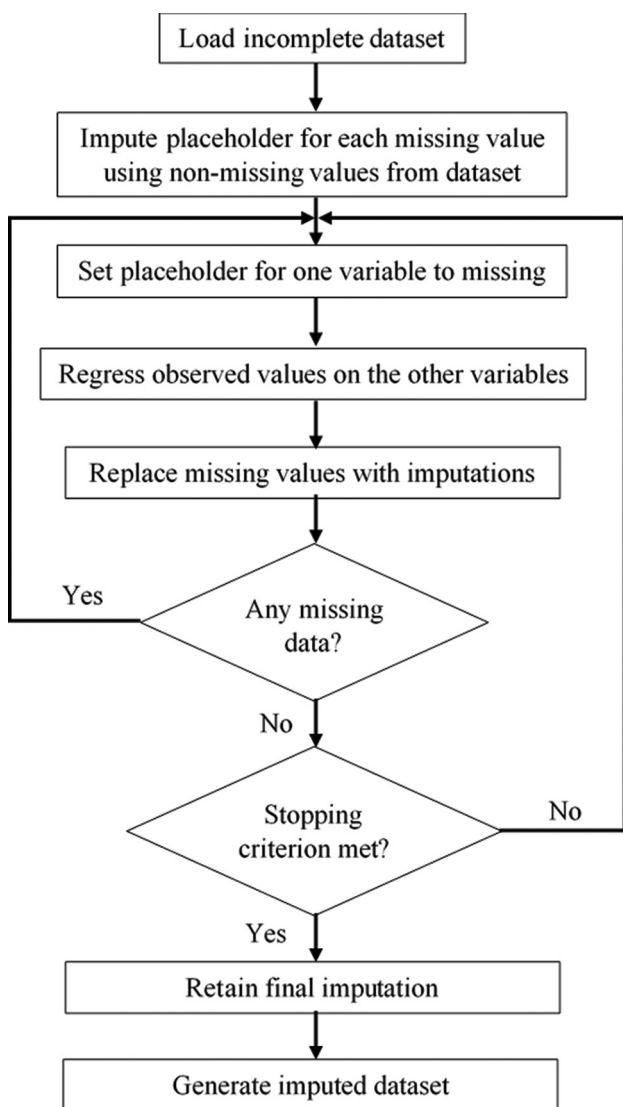 Load incomplete dataset
Impute placeholder for each missing value
using non-missing values from dataset
Set placeholder for one variable to missing
Regress observed values on the other variables
Replace missing values with imputations
Yes
Any missing
data?
No
Stopping
criterion met?
No
Yes
Retain final imputation
Generate imputed dataset